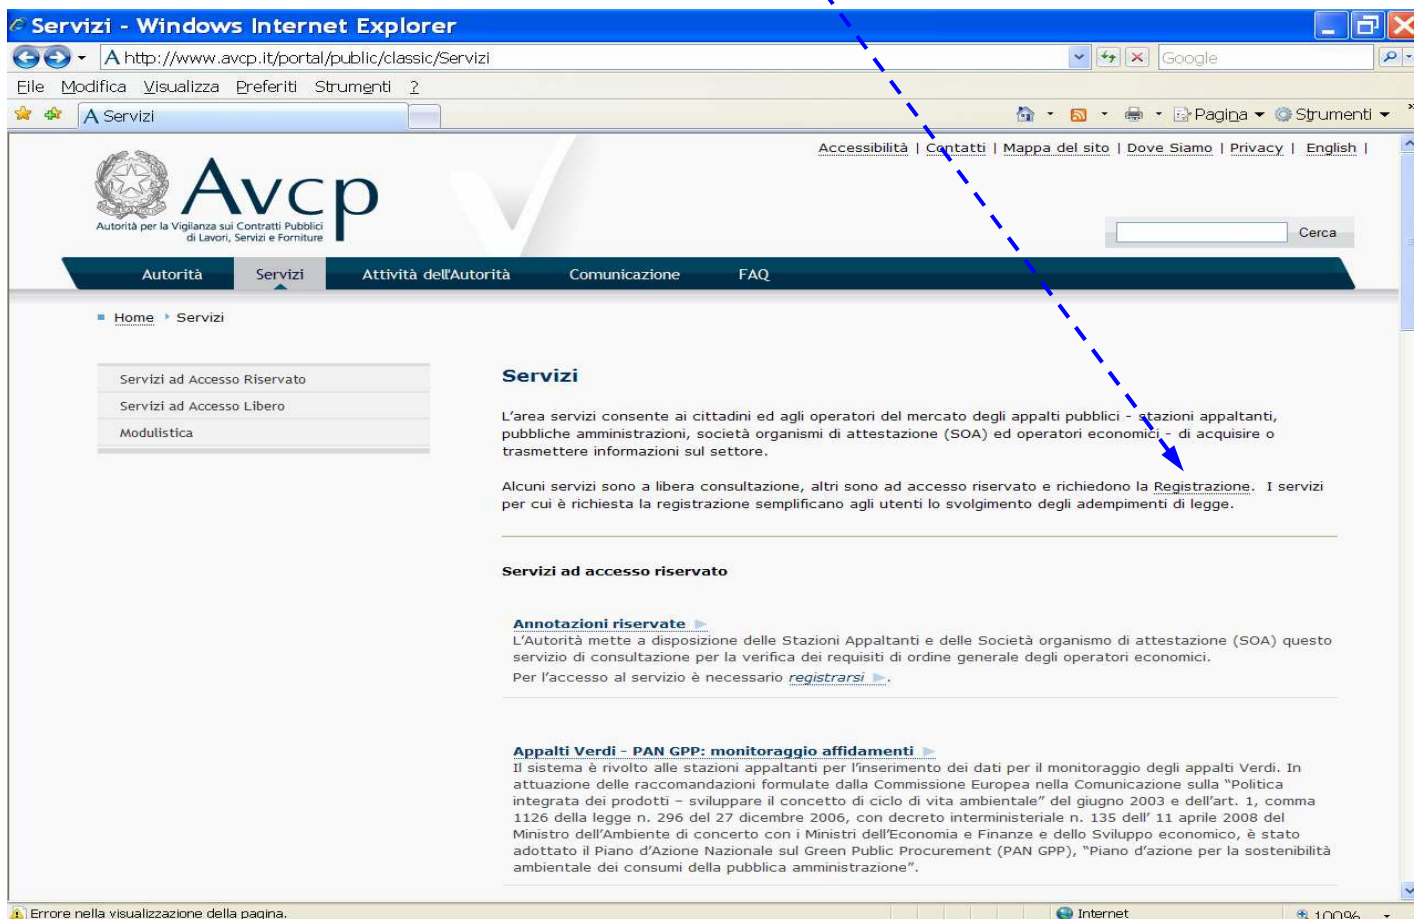 Servizi - Windows Internet Explorer
A http://www.avcp.it/portal/public/classic/Servizi
Google
File Modifica Visualizza Preferiti Strumenti ?
A Servizi
Pagina Strumenti »
Accessibilità | Contatti | Mappa del sito | Dove Siamo | Privacy | English |
Avcp
Autorità per la Vigilanza sui Contratti Pubblici
di Lavori, Servizi e Forniture
Cerca
Autorità Servizi Attività dell'Autorità Comunicazione FAQ
Home Servizi
Servizi ad Accesso Riservato
Servizi ad Accesso Libero
Modulistica
Servizi
L'area servizi consente ai cittadini ed agli operatori del mercato degli appalti pubblici - stazioni appaltanti,
pubbliche amministrazioni, società organismi di attestazione (SOA) ed operatori economici - di acquisire o
trasmettere informazioni sul settore.
Alcuni servizi sono a libera consultazione, altri sono ad accesso riservato e richiedono la Registrazione. I servizi
per cui è richiesta la registrazione semplificano agli utenti lo svolgimento degli adempimenti di legge.
Servizi ad accesso riservato
Annotazioni riservate
L'Autorità mette a disposizione delle Stazioni Appaltanti e delle Società organismo di attestazione (SOA) questo
servizio di consultazione per la verifica dei requisiti di ordine generale degli operatori economici.
Per l'accesso al servizio è necessario registrarsi .
Appalti Verdi - PAN GPP: monitoraggio affidamenti
Il sistema è rivolto alle stazioni appaltanti per l'inserimento dei dati per il monitoraggio degli appalti Verdi. In
attuazione delle raccomandazioni formulate dalla Commissione Europea nella Comunicazione sulla "Politica
integrata dei prodotti – sviluppare il concetto di ciclo di vita ambientale" del giugno 2003 e dell'art. 1, comma
1126 della legge n. 296 del 27 dicembre 2006, con decreto interministeriale n. 135 dell' 11 aprile 2008 del
Ministro dell'Ambiente di concerto con i Ministri dell'Economia e Finanze e dello Sviluppo economico, è stato
adottato il Piano d'Azione Nazionale sul Green Public Procurement (PAN GPP), "Piano d'azione per la sostenibilità
ambientale dei consumi della pubblica amministrazione".
Errore nella visualizzazione della pagina.
Internet
100%